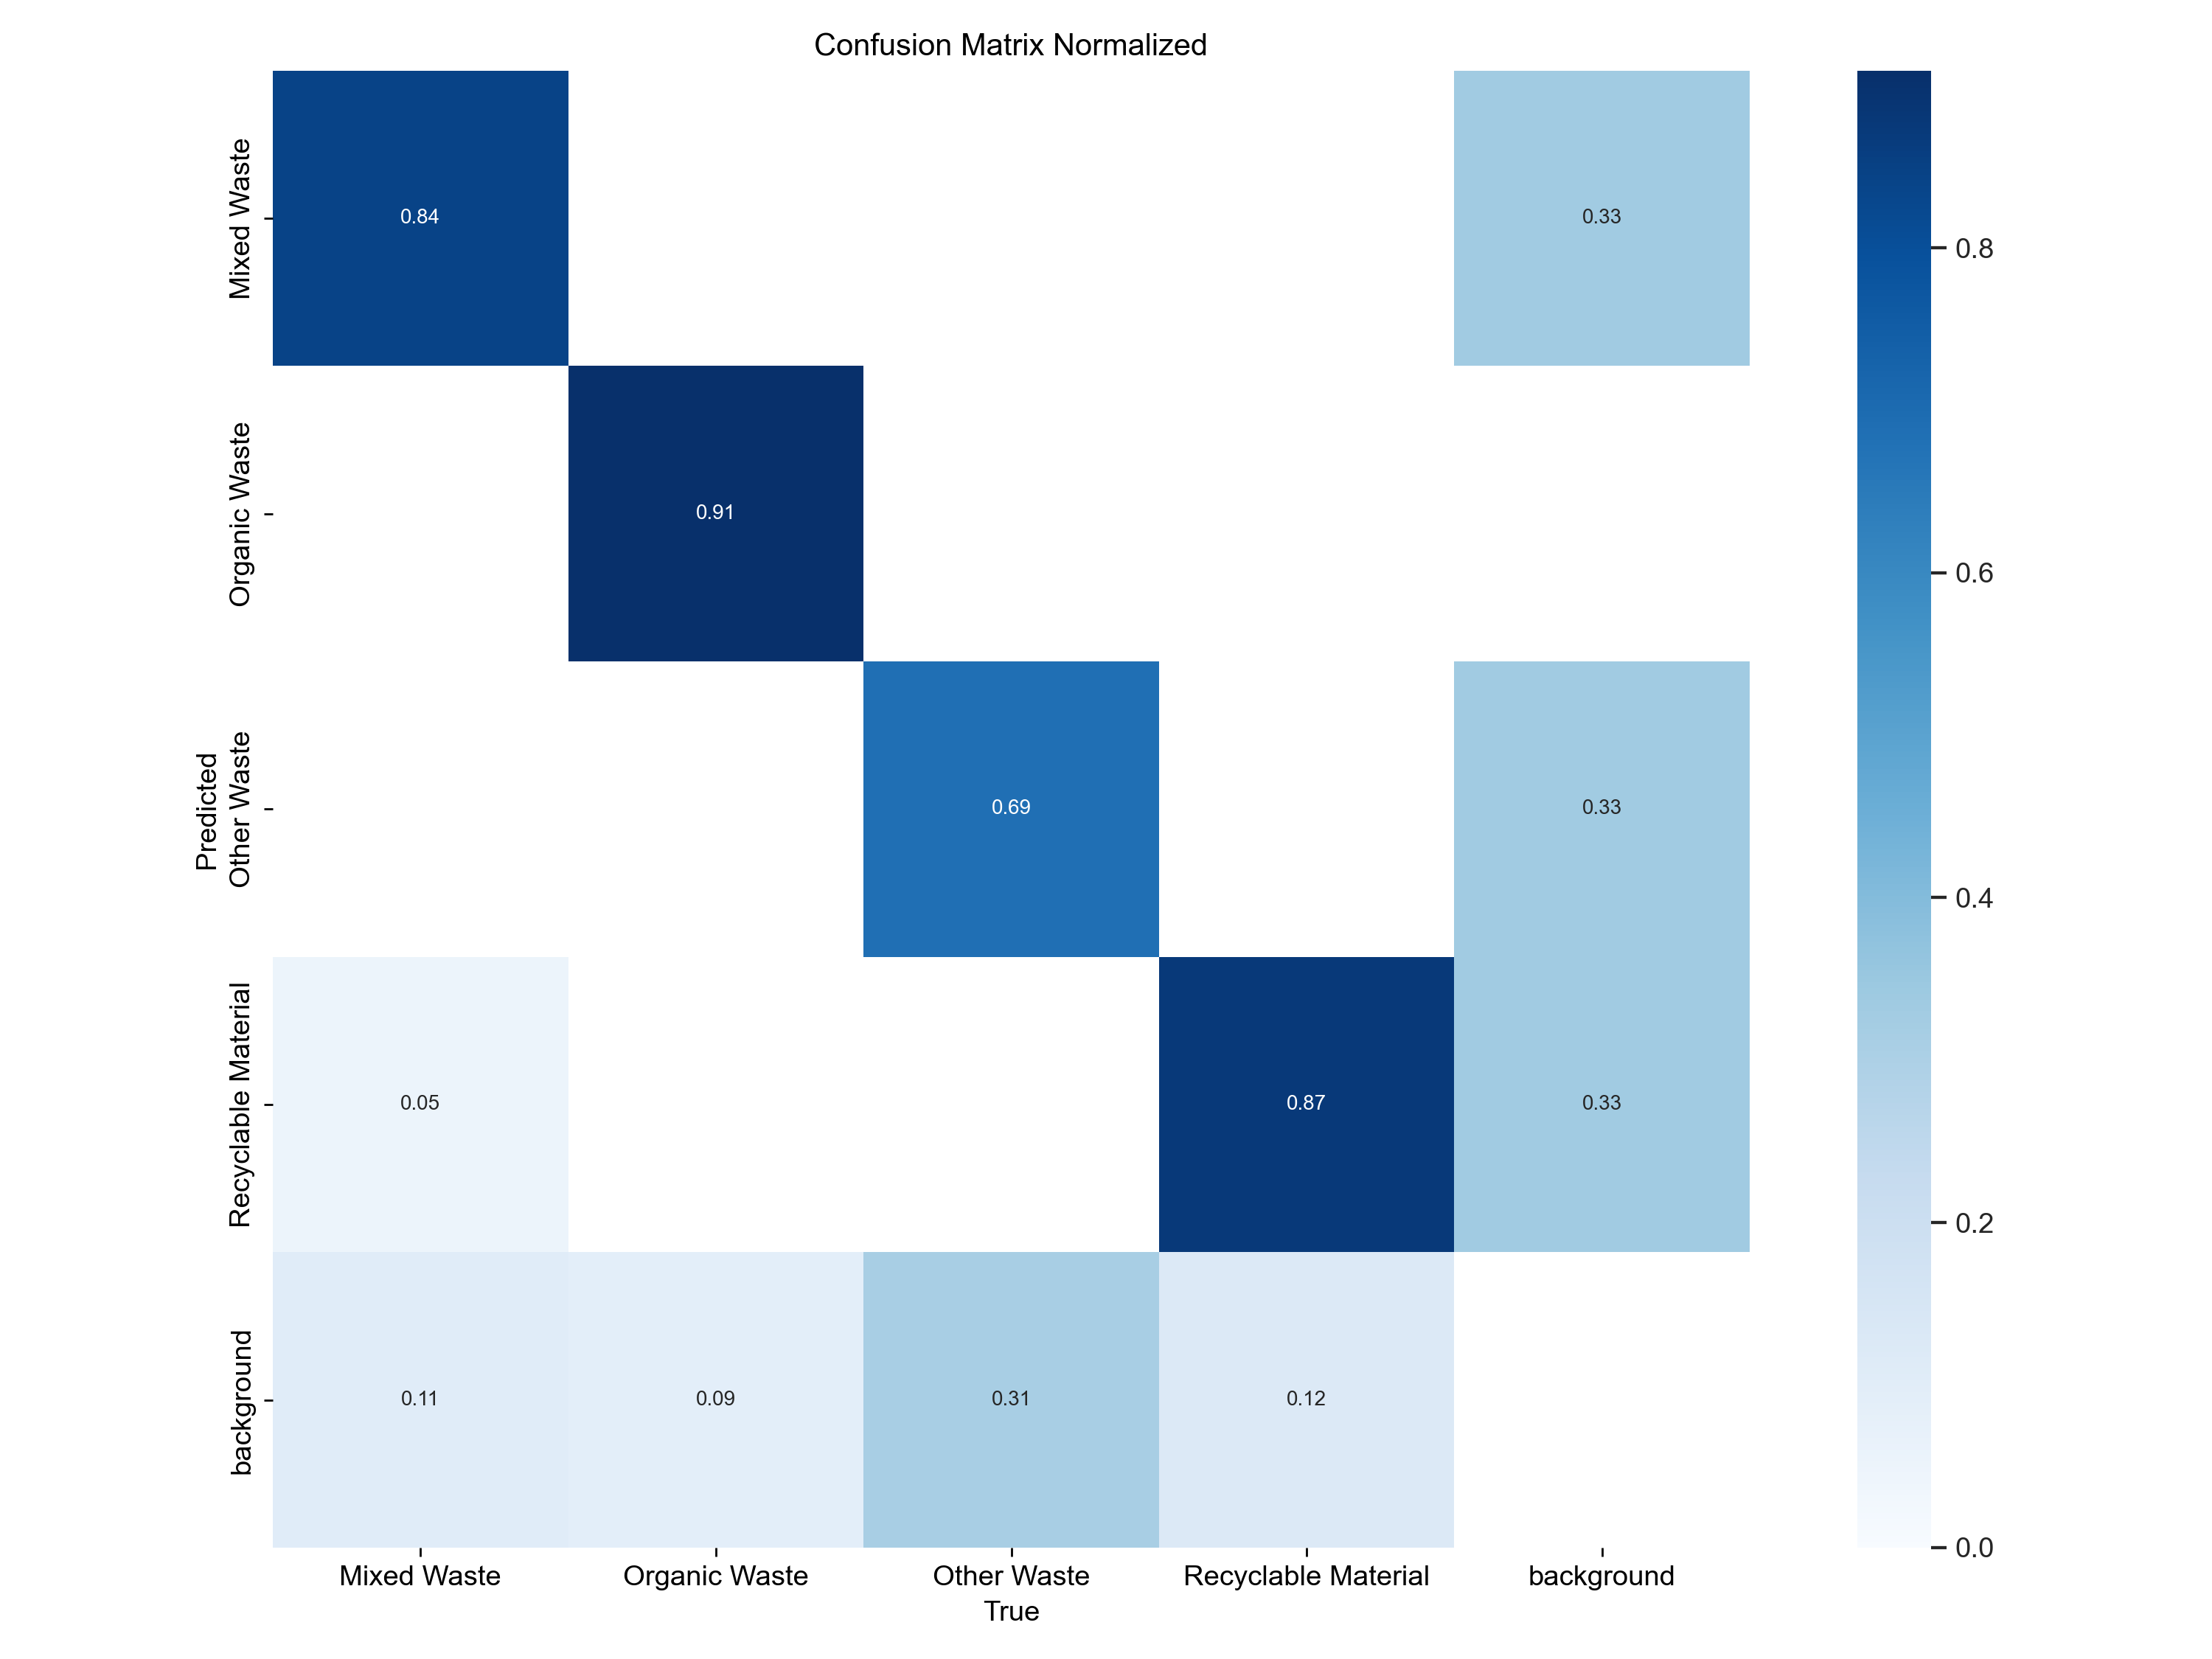 Confusion Matrix Normalized
Mixed Waste
0.84
0.33
0.8
Organic Waste
0.91
0.6
Predicted
Other Waste
0.69
0.33
0.4
Recyclable Material
0.05
0.87
0.33
0.2
background
0.11
0.09
0.31
0.12
0.0
Mixed Waste
Organic Waste
Other Waste
Recyclable Material
background
True